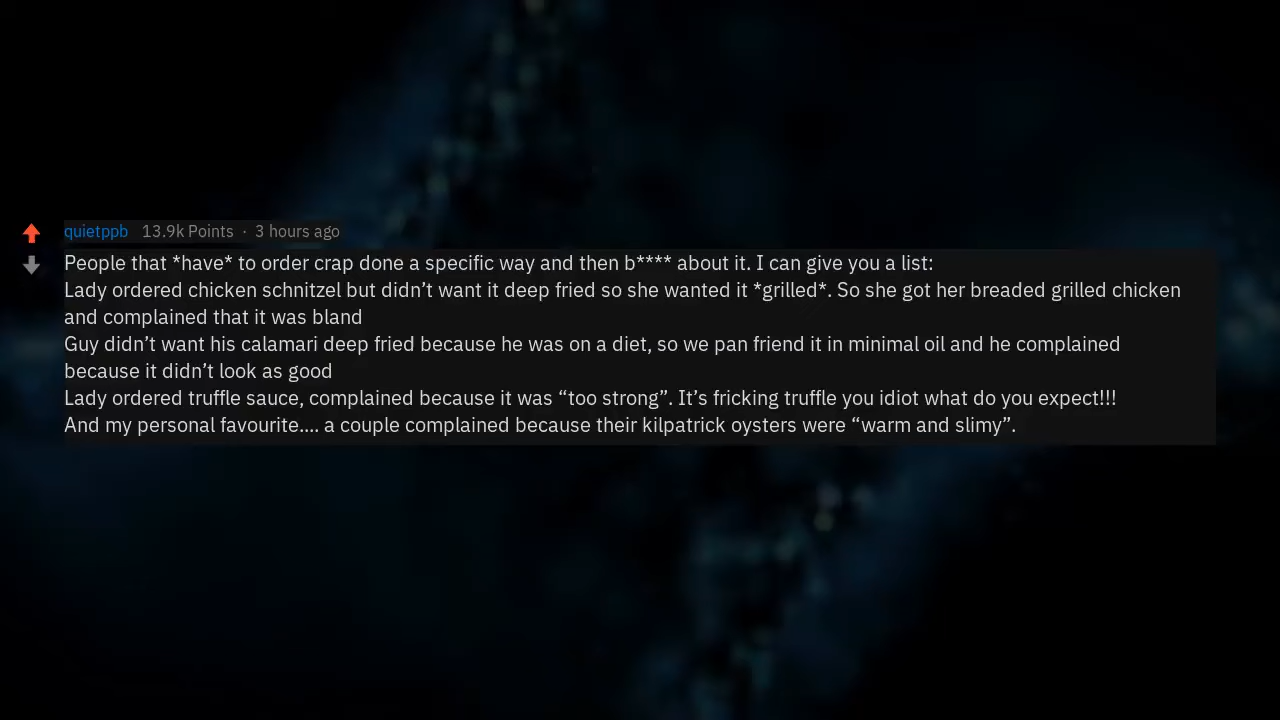 quietppb 13.9k Points · 3 hours ago
People that *have* to order crap done a specific way and then b**** about it. I can give you a list:
Lady ordered chicken schnitzel but didn’t want it deep fried so she wanted it *grilled*. So she got her breaded grilled chicken
and complained that it was bland
Guy didn’t want his calamari deep fried because he was on a diet, so we pan friend it in minimal oil and he complained
because it didn’t look as good
Lady ordered truffle sauce, complained because it was “too strong”. It’s fricking truffle you idiot what do you expect!!!
And my personal favourite.... a couple complained because their kilpatrick oysters were “warm and slimy”.